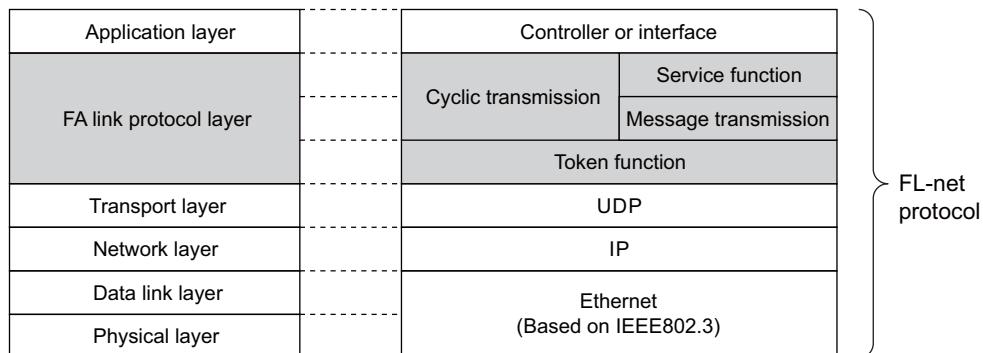 Application layer
Controller or interface
FA link protocol layer
Cyclic transmission
Service function
Message transmission
Token function
Transport layer
UDP
Network layer
IP
Data link layer
Physical layer
Ethernet
(Based on IEEE802.3)
FL-net
protocol